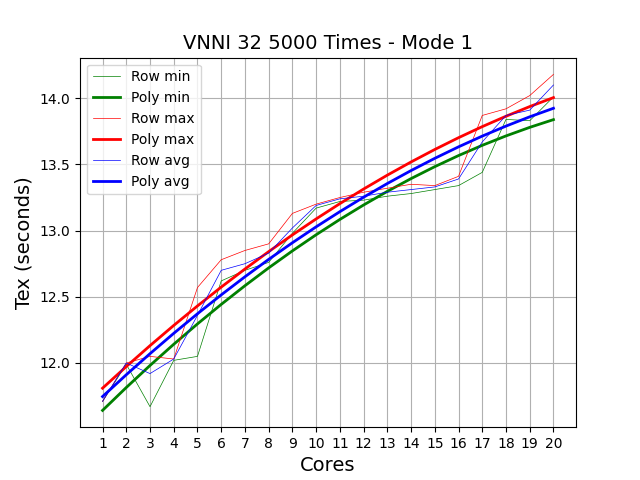 VNNI 32 5000 Times - Mode 1
Row min
Poly min
Row max
Poly max
Row avg
Poly avg
14.0
13.5
13.0
12.5
12.0
Tex (seconds)
1 2 3 4 5 6 7 8 9 10 11 12 13 14 15 16 17 18 19 20
Cores